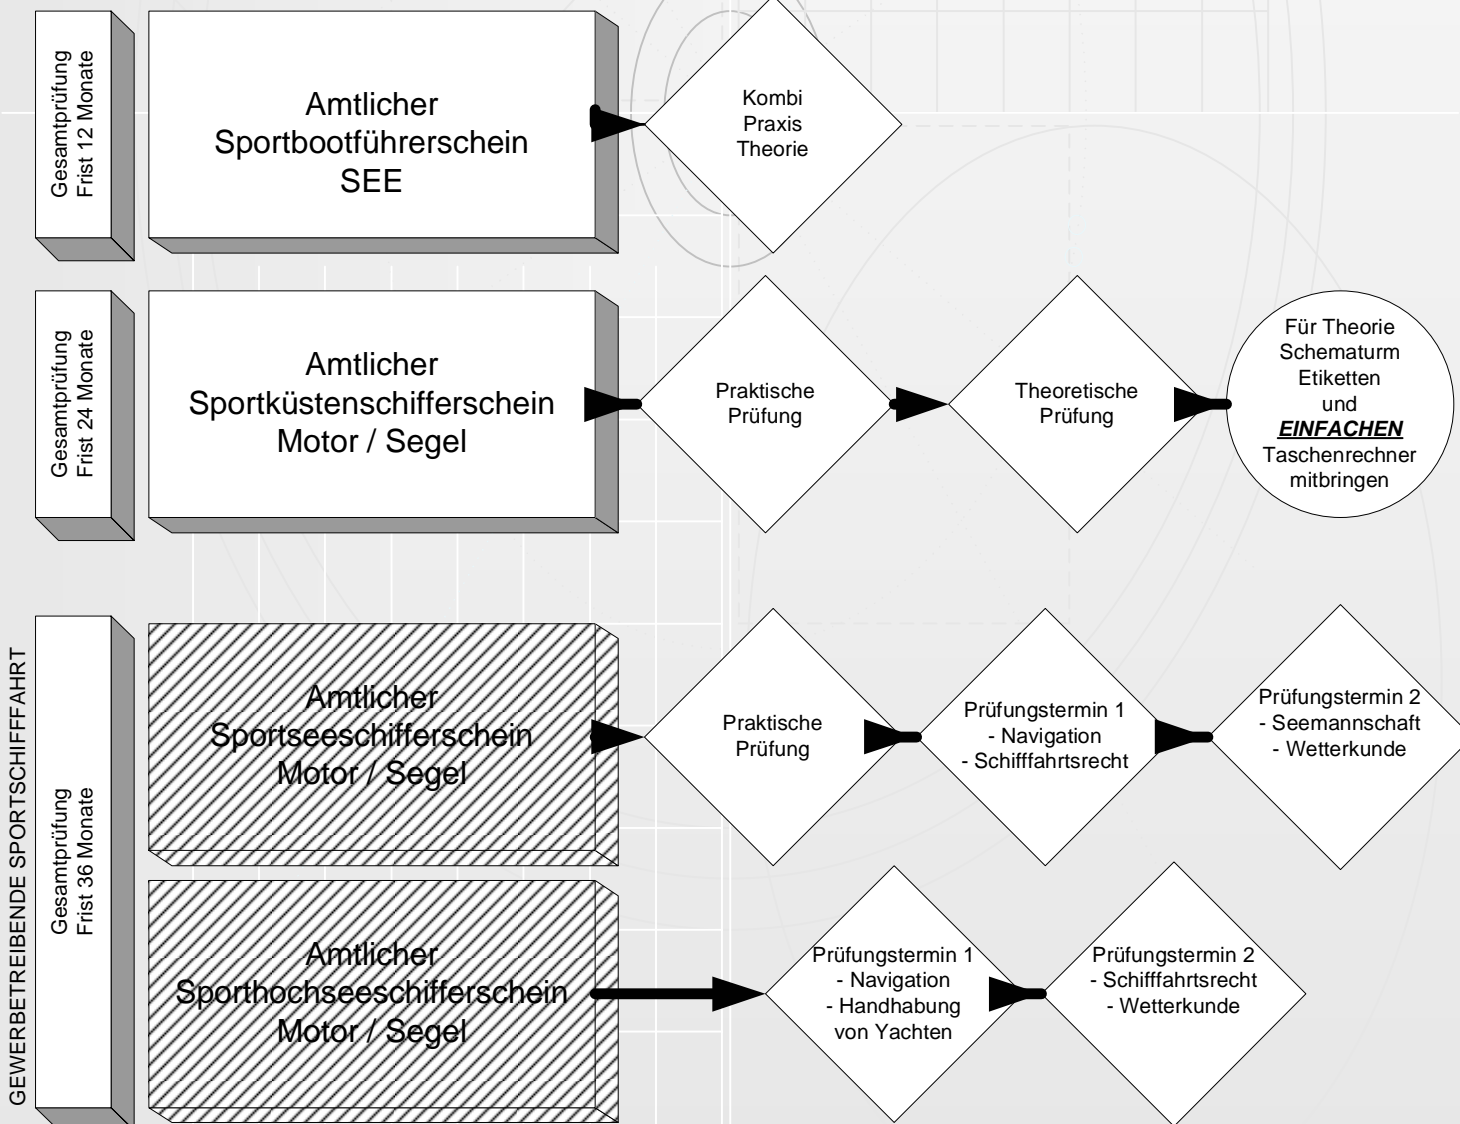 Gesamtprüfung
Frist 12 Monate
Amtlicher
Sportbootführerschein
SEE
Kombi
Praxis
Theorie
Gesamtprüfung
Frist 24 Monate
Amtlicher
Sportküstenschifferschein
Motor / Segel
Praktische
Prüfung
Theoretische
Prüfung
Für Theorie
Schematurm
Etiketten
und
EINFACHEN
Taschenrechner
mitbringen
GEWERBETREIBENDE SPORTSCHIFFFAHRT
Gesamtprüfung
Frist 36 Monate
Amtlicher
Sportseeschifferschein
Motor / Segel
Praktische
Prüfung
Prüfungstermin 1
- Navigation
- Schifffahrtsrecht
Prüfungstermin 2
- Seemannschaft
- Wetterkunde
Amtlicher
Sporthochseeschifferschein
Motor / Segel
Prüfungstermin 1
- Navigation
- Handhabung
von Yachten
Prüfungstermin 2
- Schifffahrtsrecht
- Wetterkunde